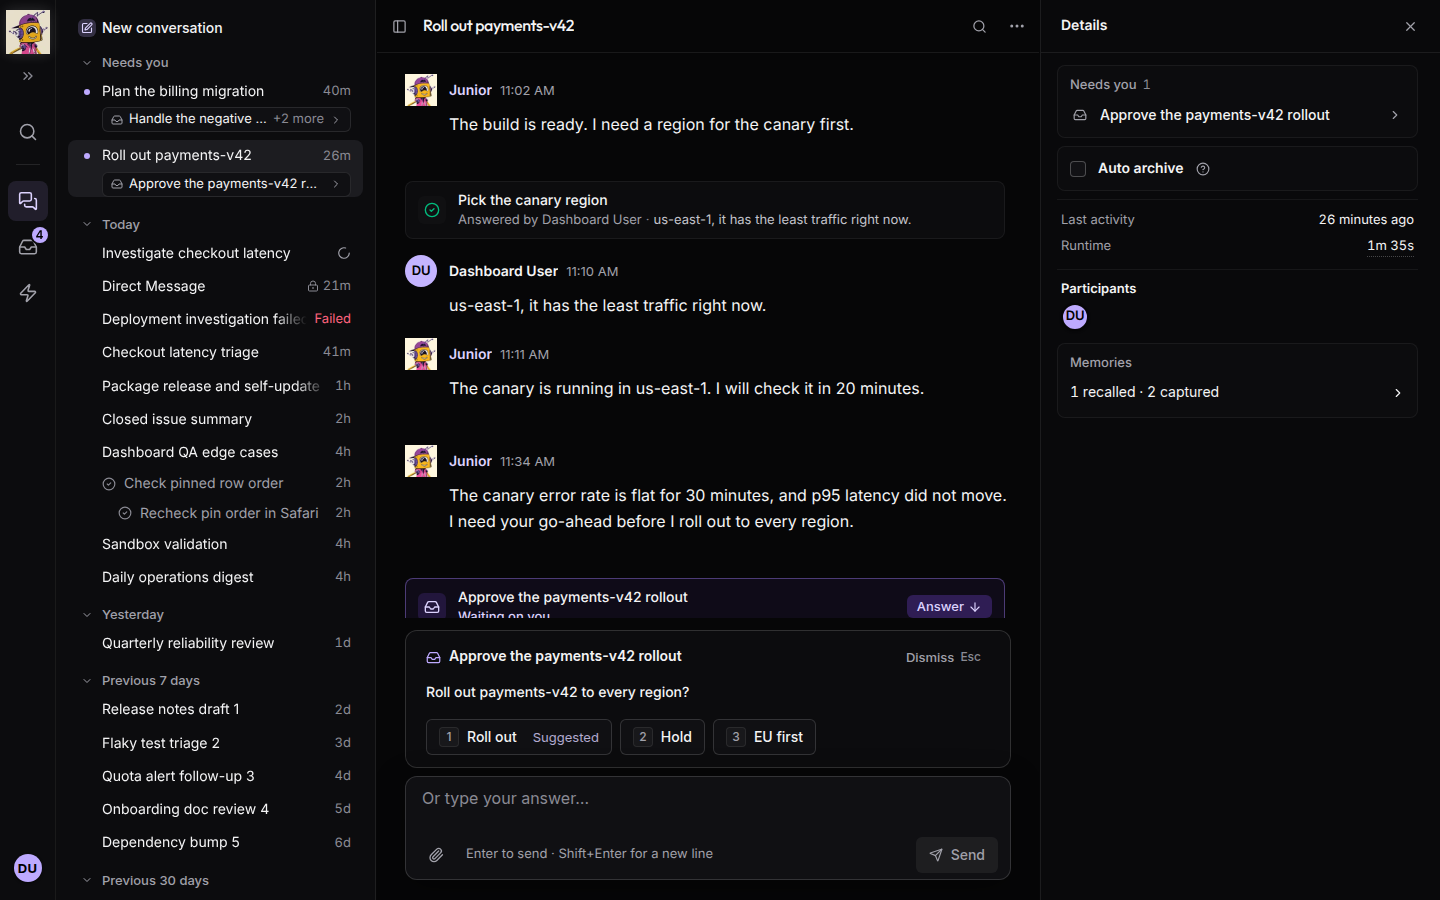 New conversation
Needs you
Plan the billing migration 40m
Handle the negative ... +2 more
Roll out payments-v42 26m
Approve the payments-v42 r...
Today
Investigate checkout latency
Direct Message 21m
Deployment investigation failed Failed
Checkout latency triage 41m
Package release and self-update 1h
Closed issue summary 2h
Dashboard QA edge cases 4h
Check pinned row order 2h
Recheck pin order in Safari 2h
Sandbox validation 4h
Daily operations digest 4h
Yesterday
Quarterly reliability review 1d
Previous 7 days
Release notes draft 1 2d
Flaky test triage 2 3d
Quota alert follow-up 3 4d
Onboarding doc review 4 5d
Dependency bump 5 6d
Previous 30 days
4
DU
Roll out payments-v42
Junior 11:02 AM
The build is ready. I need a region for the canary first.
Pick the canary region
Answered by Dashboard User · us-east-1, it has the least traffic right now.
DU Dashboard User 11:10 AM
us-east-1, it has the least traffic right now.
Junior 11:11 AM
The canary is running in us-east-1. I will check it in 20 minutes.
Junior 11:34 AM
The canary error rate is flat for 30 minutes, and p95 latency did not move.
I need your go-ahead before I roll out to every region.
Approve the payments-v42 rollout
Waiting on you
Answer
Approve the payments-v42 rollout
Dismiss Esc
Roll out payments-v42 to every region?
1 Roll out Suggested 2 Hold 3 EU first
Or type your answer...
Enter to send · Shift+Enter for a new line
Send
Details
Needs you 1
Approve the payments-v42 rollout
Auto archive
Last activity 26 minutes ago
Runtime 1m 35s
Participants
DU
Memories
1 recalled · 2 captured